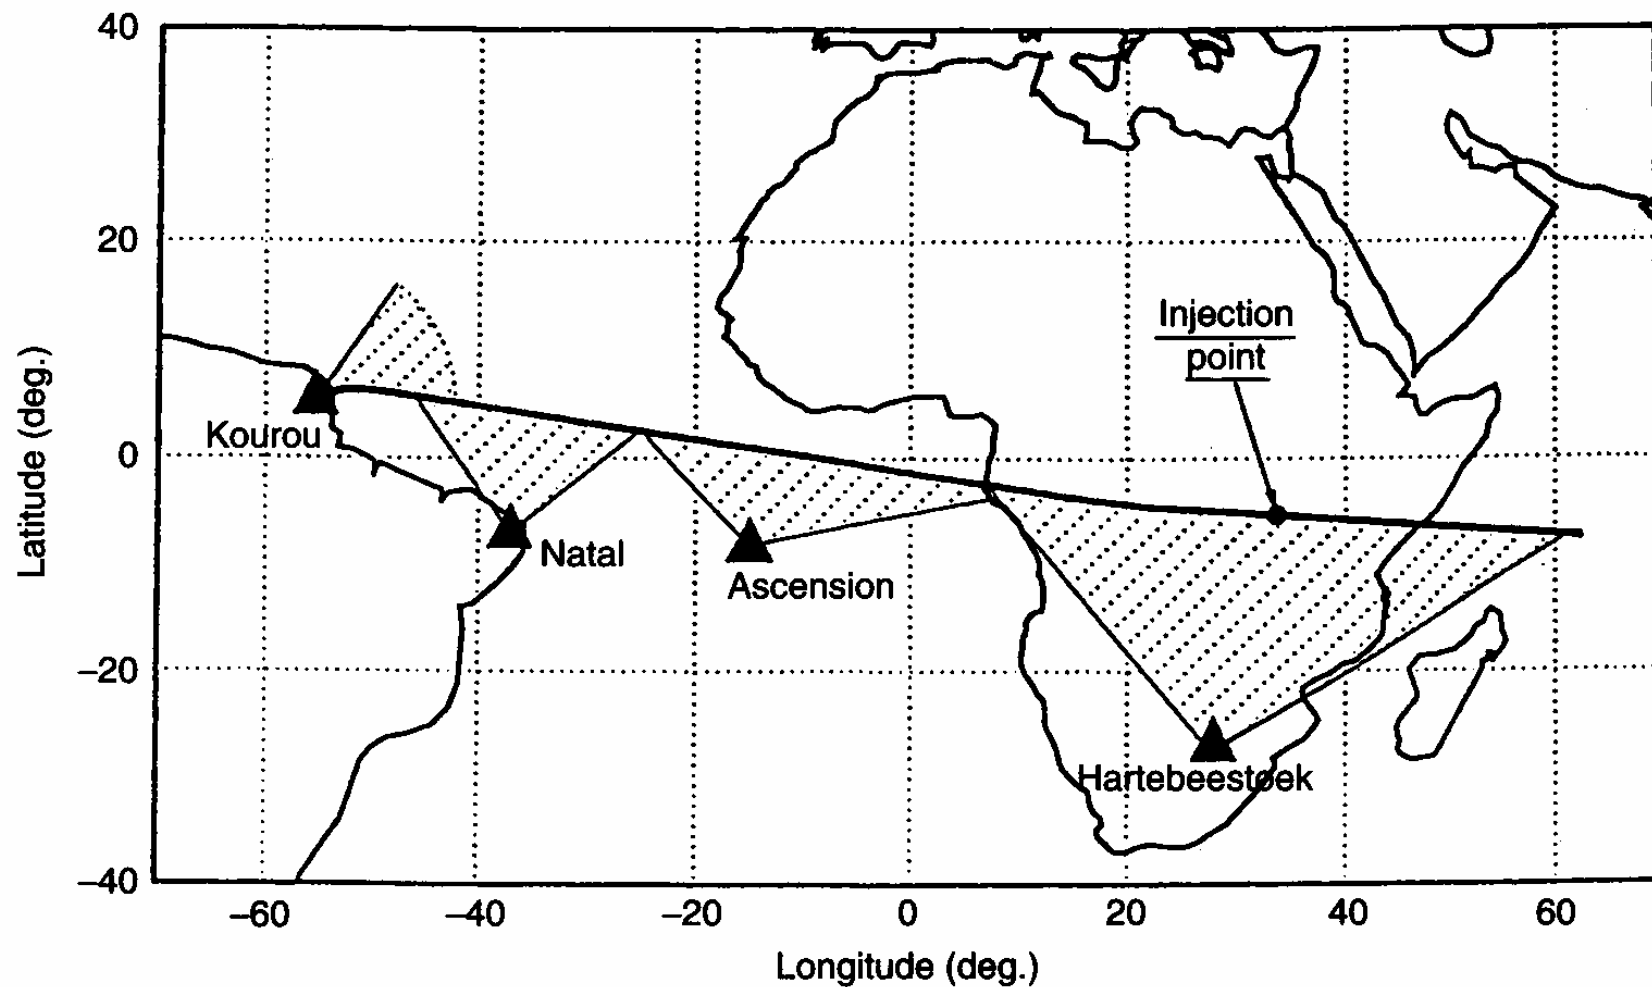 40
20
0
–20
–40
Latitude (deg.)
Injection
point
Kourou
Natal
Ascension
Hartebeestoek
–60
–40
–20
0
20
40
60
Longitude (deg.)